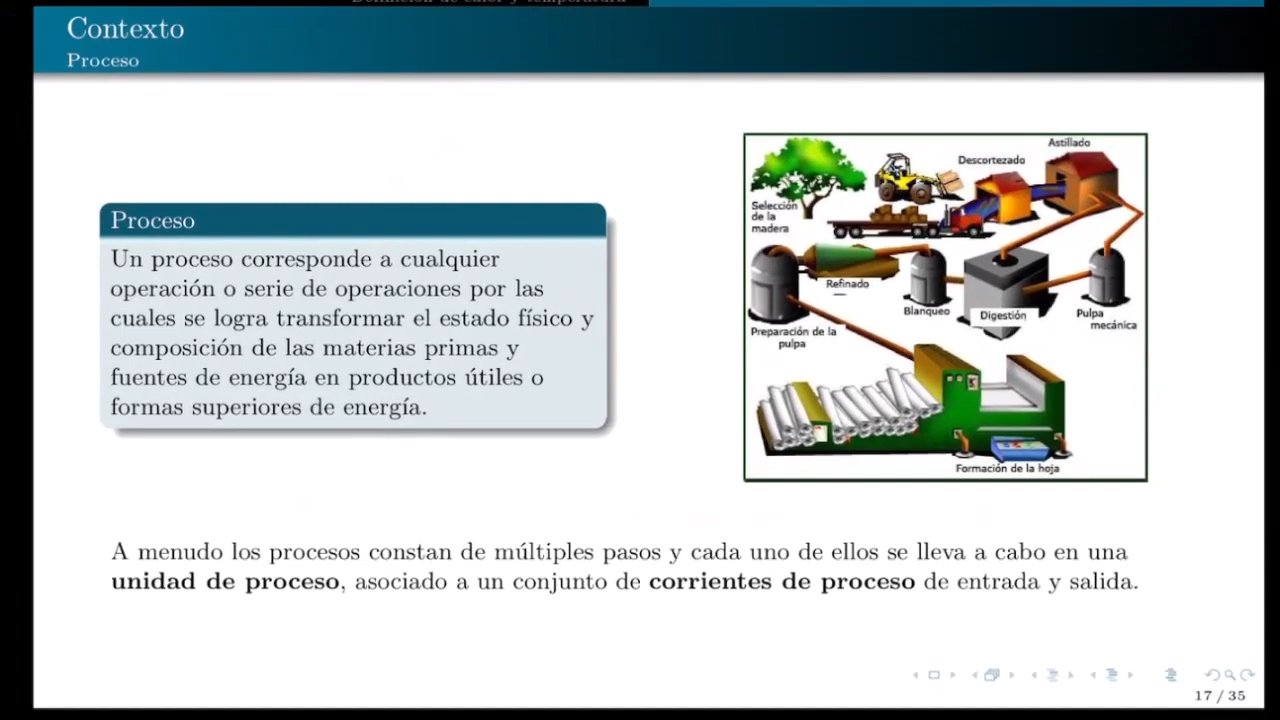 Definición de calor y temperatura
Contexto
Proceso
Proceso
Un proceso corresponde a cualquier
operación o serie de operaciones por las
cuales se logra transformar el estado físico y
composición de las materias primas y
fuentes de energía en productos útiles o
formas superiores de energía.
Astillado
Descortezado
Selección
de la
madera
Refinado
Blanqueo
Digestión
Pulpa
mecánica
Preparación de la
pulpa
Formación de la hoja
A menudo los procesos constan de múltiples pasos y cada uno de ellos se lleva a cabo en una
unidad de proceso, asociado a un conjunto de corrientes de proceso de entrada y salida.
17 / 35